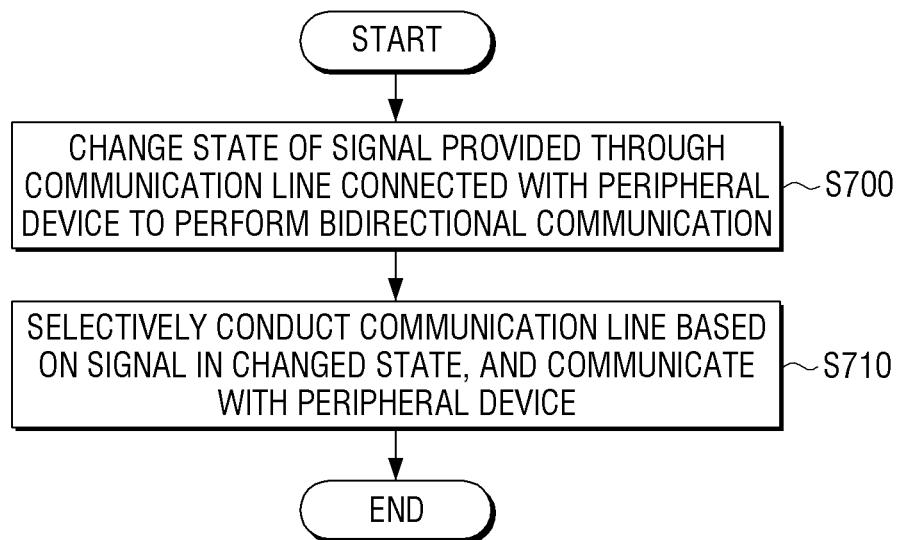 START
CHANGE STATE OF SIGNAL PROVIDED THROUGH
COMMUNICATION LINE CONNECTED WITH PERIPHERAL
DEVICE TO PERFORM BIDIRECTIONAL COMMUNICATION
S700
SELECTIVELY CONDUCT COMMUNICATION LINE BASED
ON SIGNAL IN CHANGED STATE, AND COMMUNICATE
WITH PERIPHERAL DEVICE
S710
END